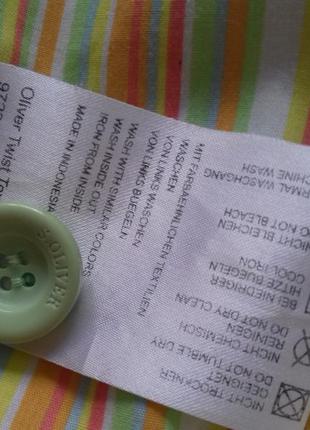 Oliver Twist
MADE IN INDONESIA
IRON FROM INSIDE
WASH INSIDE OUT
WASH WITH SIMILAR COLORS
VON LINKS BUEGELN
VON LINKS WASCHEN
WASCHEN
MIT FARBAEHNLICHEN TEXTILIEN
CHINE WASH
RMAL WASCHGANG
DO NOT BLEACH
NICHT BLEICHEN
COOL IRON
HITZE BUEGELN
BEI NIEDRIGER
DO NOT DRY CLEAN
REINIGEN
NICHT CHEMISCH
DO NOT TUMBLE DRY
GEEIGNET
NICHT TROCKNER
S.OLIVER